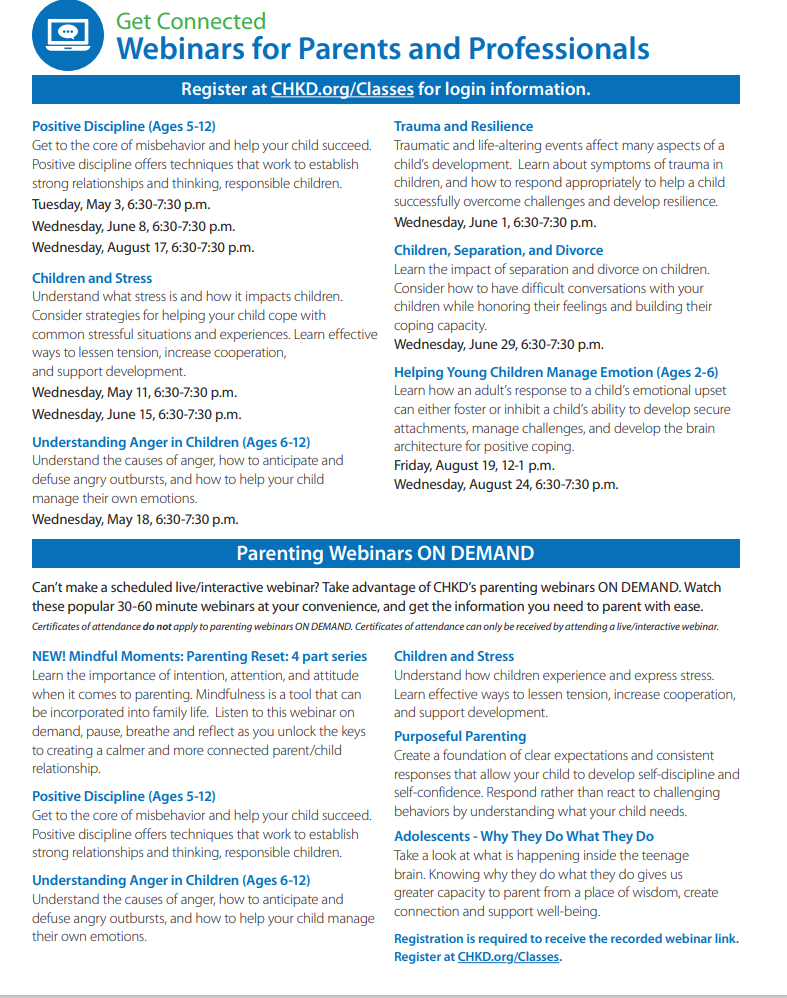 Get Connected
Webinars for Parents and Professionals
Register at CHKD.org/Classes for login information.
Positive Discipline (Ages 5-12)
Get to the core of misbehavior and help your child succeed.
Positive discipline offers techniques that work to establish
strong relationships and thinking, responsible children.
Tuesday, May 3, 6:30-7:30 p.m.
Wednesday, June 8, 6:30-7:30 p.m.
Wednesday, August 17, 6:30-7:30 p.m.
Children and Stress
Understand what stress is and how it impacts children.
Consider strategies for helping your child cope with
common stressful situations and experiences. Learn effective
ways to lessen tension, increase cooperation,
and support development.
Wednesday, May 11, 6:30-7:30 p.m.
Wednesday, June 15, 6:30-7:30 p.m.
Understanding Anger in Children (Ages 6-12)
Understand the causes of anger, how to anticipate and
defuse angry outbursts, and how to help your child
manage their own emotions.
Wednesday, May 18, 6:30-7:30 p.m.
Trauma and Resilience
Traumatic and life-altering events affect many aspects of a
child's development. Learn about symptoms of trauma in
children, and how to respond appropriately to help a child
successfully overcome challenges and develop resilience.
Wednesday, June 1, 6:30-7:30 p.m.
Children, Separation, and Divorce
Learn the impact of separation and divorce on children.
Consider how to have difficult conversations with your
children while honoring their feelings and building their
coping capacity.
Wednesday, June 29, 6:30-7:30 p.m.
Helping Young Children Manage Emotion (Ages 2-6)
Learn how an adult's response to a child's emotional upset
can either foster or inhibit a child's ability to develop secure
attachments, manage challenges, and develop the brain
architecture for positive coping.
Friday, August 19, 12-1 p.m.
Wednesday, August 24, 6:30-7:30 p.m.
Parenting Webinars ON DEMAND
Can't make a scheduled live/interactive webinar? Take advantage of CHKD's parenting webinars ON DEMAND. Watch
these popular 30-60 minute webinars at your convenience, and get the information you need to parent with ease.
Certificates of attendance do not apply to parenting webinars ON DEMAND. Certificates of attendance can only be received by attending a live/interactive webinar.
NEW! Mindful Moments: Parenting Reset: 4 part series
Learn the importance of intention, attention, and attitude
when it comes to parenting. Mindfulness is a tool that can
be incorporated into family life. Listen to this webinar on
demand, pause, breathe and reflect as you unlock the keys
to creating a calmer and more connected parent/child
relationship.
Positive Discipline (Ages 5-12)
Get to the core of misbehavior and help your child succeed.
Positive discipline offers techniques that work to establish
strong relationships and thinking, responsible children.
Understanding Anger in Children (Ages 6-12)
Understand the causes of anger, how to anticipate and
defuse angry outbursts, and how to help your child manage
their own emotions.
Children and Stress
Understand how children experience and express stress.
Learn effective ways to lessen tension, increase cooperation,
and support development.
Purposeful Parenting
Create a foundation of clear expectations and consistent
responses that allow your child to develop self-discipline and
self-confidence. Respond rather than react to challenging
behaviors by understanding what your child needs.
Adolescents - Why They Do What They Do
Take a look at what is happening inside the teenage
brain. Knowing why they do what they do gives us
greater capacity to parent from a place of wisdom, create
connection and support well-being.
Registration is required to receive the recorded webinar link.
Register at CHKD.org/Classes.